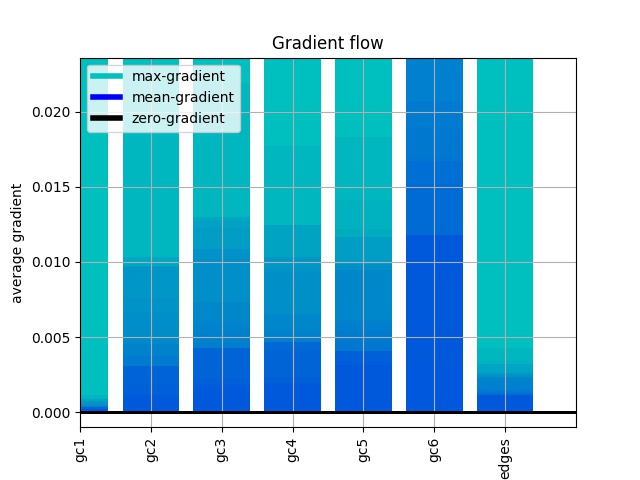 Gradient flow
max-gradient
mean-gradient
zero-gradient
average gradient
0.020
0.015
0.010
0.005
0.000
gc1
gc2
gc3
gc4
gc5
gc6
edges